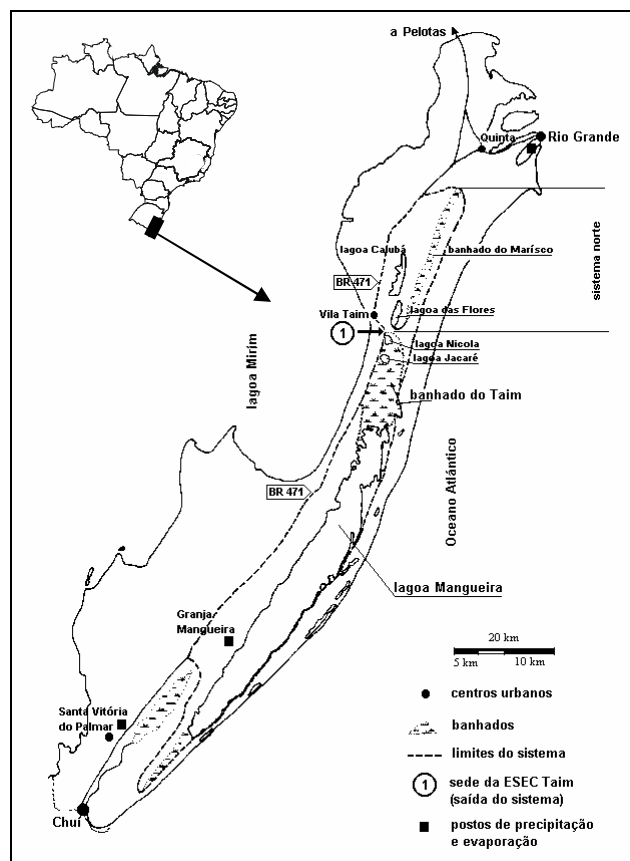 a Pelotas
Quinta
Rio Grande
lagoa Caiubá
banhado do Marísco
sistema norte
BR 471
lagoa das Flores
Vila Taim
1
lagoa Nicola
lagoa Jacaré
lagoa Mirím
banhado do Taim
BR 471
Oceano Atlántico
lagoa Mangueira
Granja
Mangueira
20 km
5 km
10 km
centros urbanos
Santa Vitória
do Palmar
banhados
limites do sistema
1
sede da ESEC Taim
(saída do sistema)
Chuí
postos de precipitação
e evaporação